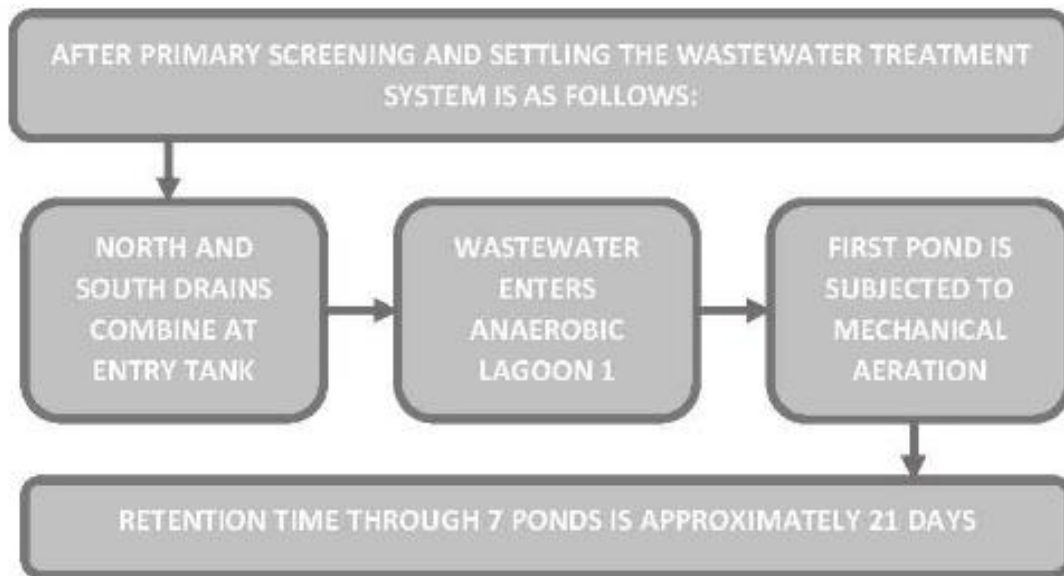 AFTER PRIMARY SCREENING AND SETTLING THE WASTEWATER TREATMENT
SYSTEM IS AS FOLLOWS:
NORTH AND
SOUTH DRAINS
COMBINE AT
ENTRY TANK
WASTEWATER
ENTERS
ANAEROBIC
LAGOON 1
FIRST POND IS
SUBJECTED TO
MECHANICAL
AERATION
RETENTION TIME THROUGH 7 PONDS IS APPROXIMATELY 21 DAYS